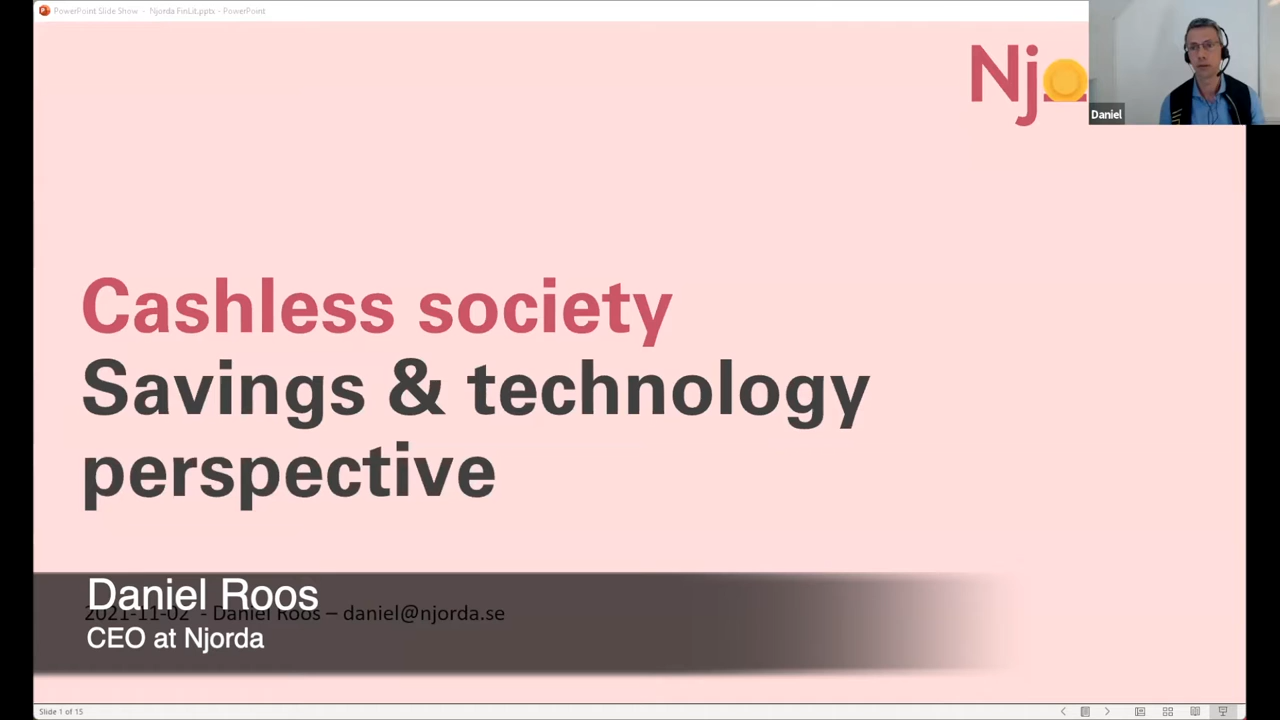 PowerPoint Slide Show - Njorda FinLit.pptx - PowerPoint
Daniel
Cashless society
Savings & technology
perspective
Daniel Roos
2021-11-02 - Daniel Roos – daniel@njorda.se
CEO at Njorda
Slide 1 of 15